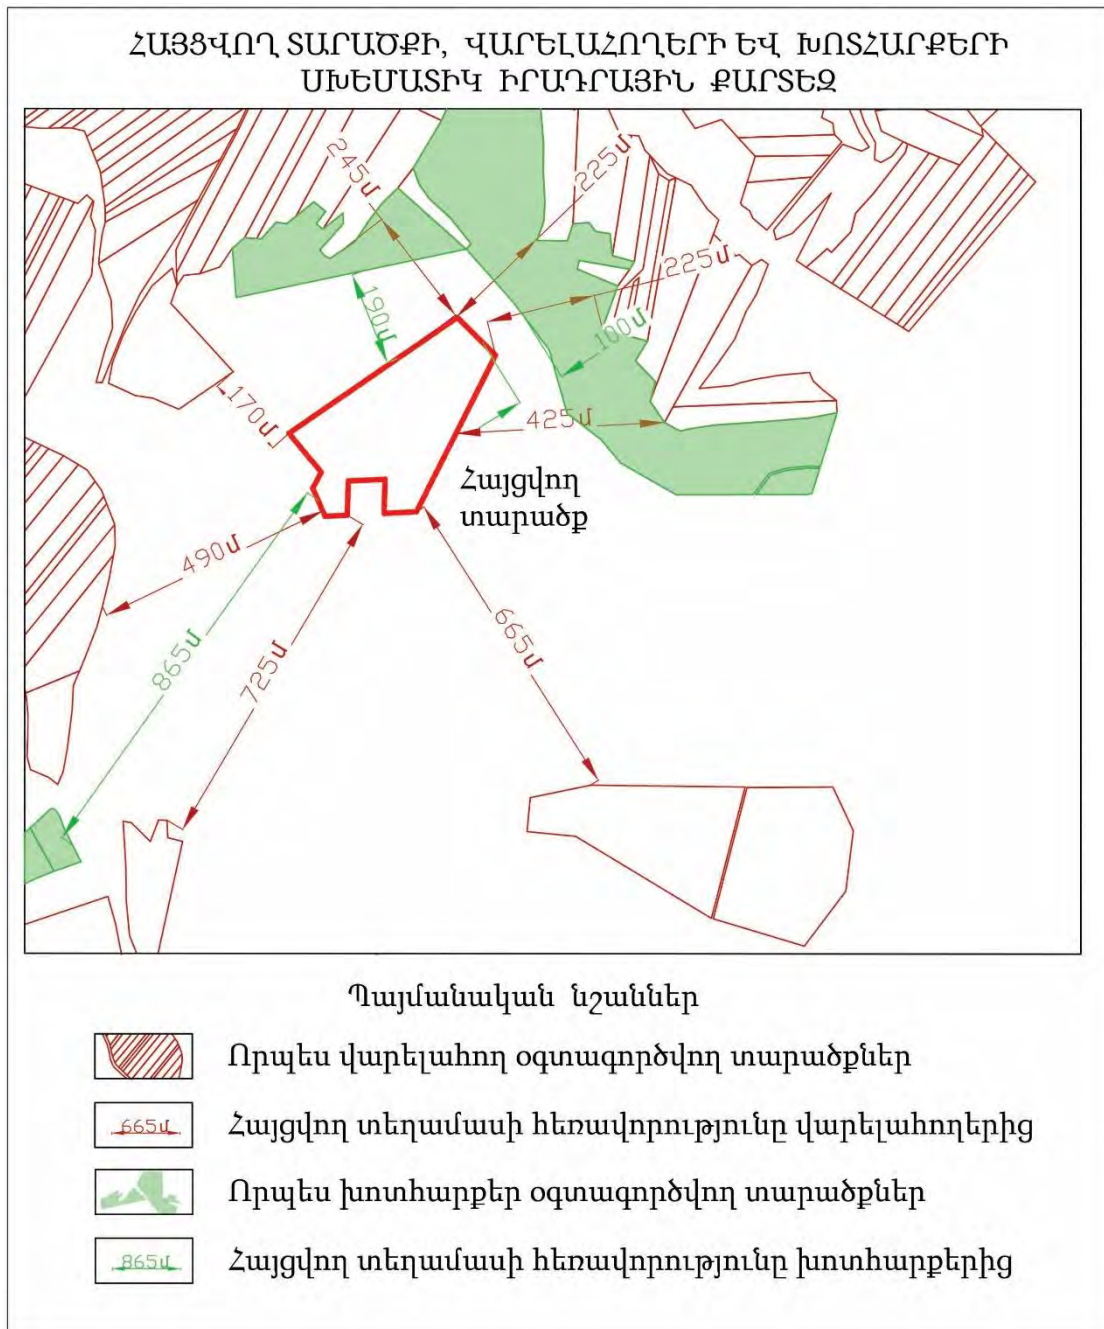 ՀԱՅՑՎՈՂ ՏԱՐԱԾՔԻ, ՎԱՐԵԼԱՀՈՂԵՐԻ ԵՎ ԽՈՏՀԱՐՔԵՐԻ
ՍԽԵՄԱՏԻԿ ԻՐԱԴՐԱՅԻՆ ՔԱՐՏԵԶ
245մ
225մ
225մ
190մ
100մ
170մ
425մ
Հայցվող
տարածք
490մ
865մ
725մ
665մ
Պայմանական նշաններ
Որպես վարելահող օգտագործվող տարածքներ
665մ
Հայցվող տեղամասի հեռավորությունը վարելահողերից
Որպես խոտհարքեր օգտագործվող տարածքներ
865մ
Հայցվող տեղամասի հեռավորությունը խոտհարքերից